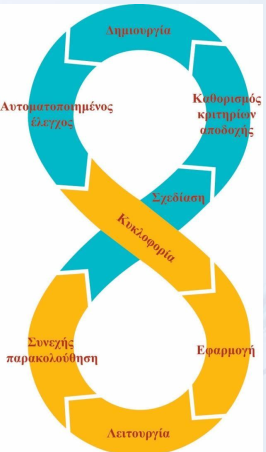 Δημιουργία
Αυτοματοποιημένος
έλεγχος
Καθορισμός
κριτηρίων
αποδοχής
Σχεδίαση
Κυκλοφορία
Συνεχής
παρακολούθηση
Εφαρμογή
Λειτουργία